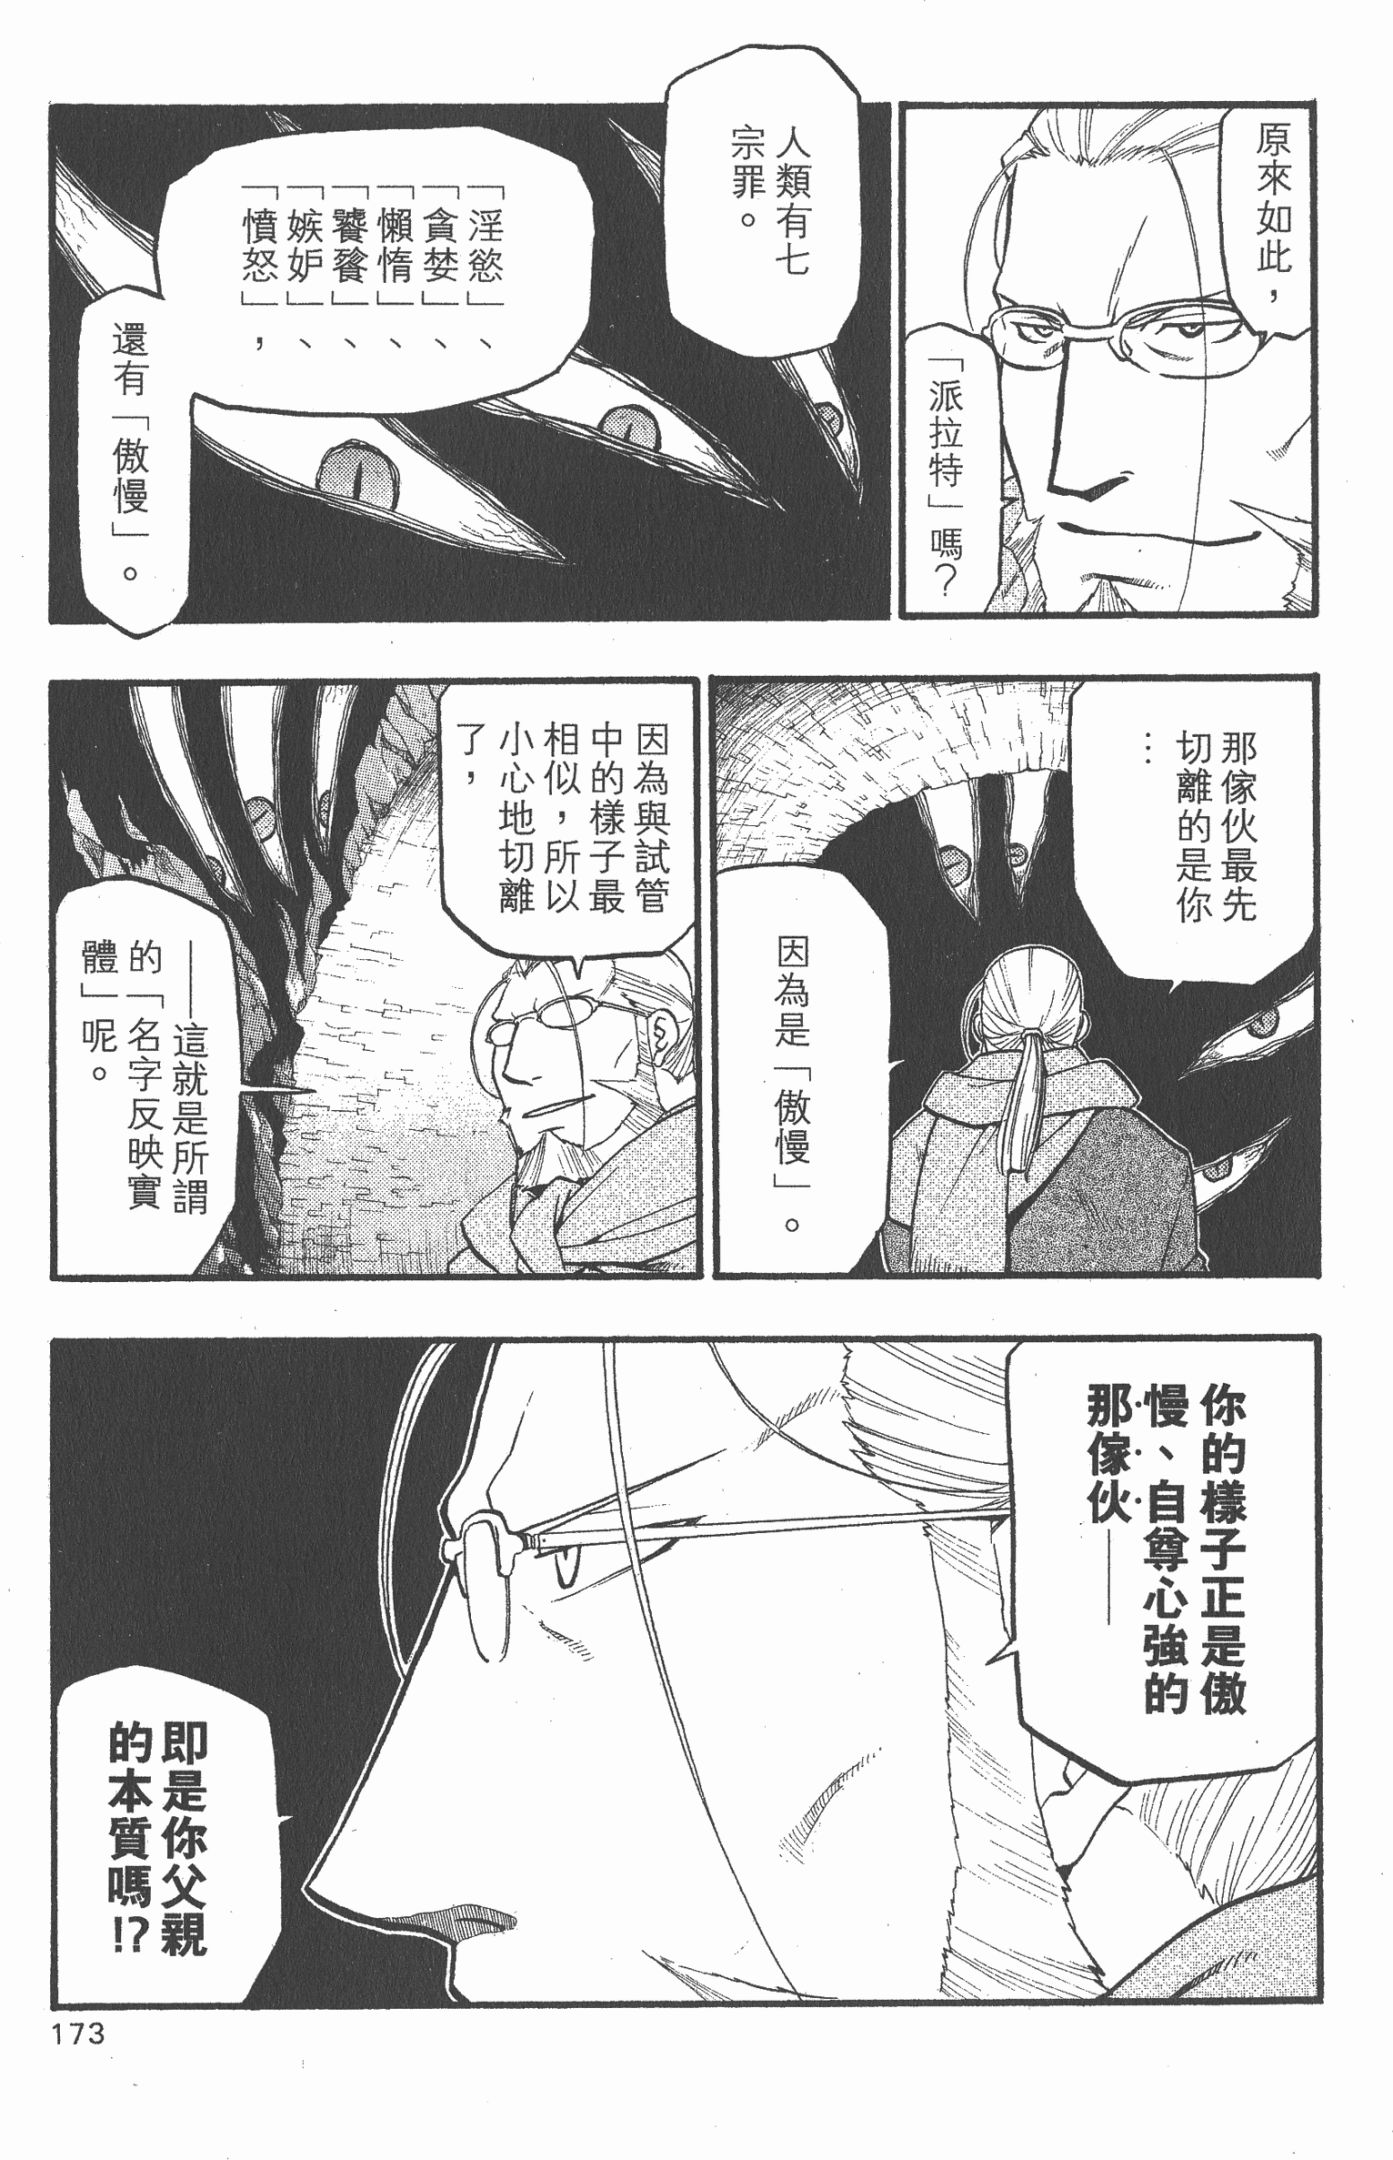 原來如此，
「派拉特」嗎？
人類有七
宗罪。
「淫慾」、
「貪婪」、
「懶惰」、
「饕餮」、
「嫉妒」、
「憤怒」，
還有「傲慢」。
那傢伙最先
切離的是你
…
因為是「傲慢」。
因為與試管
中的樣子最
相似，所以
小心地切離
了，
——這就是所謂
的「名字反映實
體」呢。
你的樣子正是傲
慢、自尊心強的
那傢伙——
即是你父親
的本質嗎!?
173